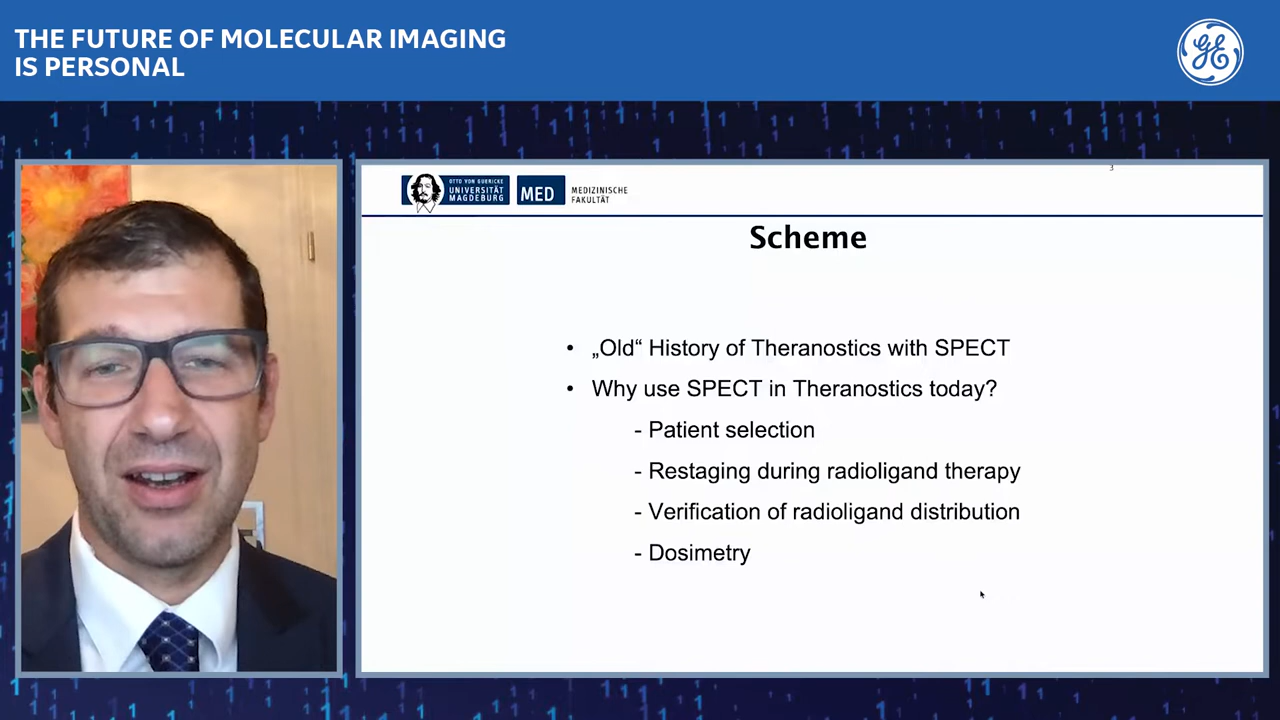 THE FUTURE OF MOLECULAR IMAGING
IS PERSONAL
GE
3
OTTO VON GUERICKE
UNIVERSITÄT
MAGDEBURG
MED
MEDIZINISCHE
FAKULTÄT
Scheme
• „Old“ History of Theranostics with SPECT
• Why use SPECT in Theranostics today?
- Patient selection
- Restaging during radioligand therapy
- Verification of radioligand distribution
- Dosimetry